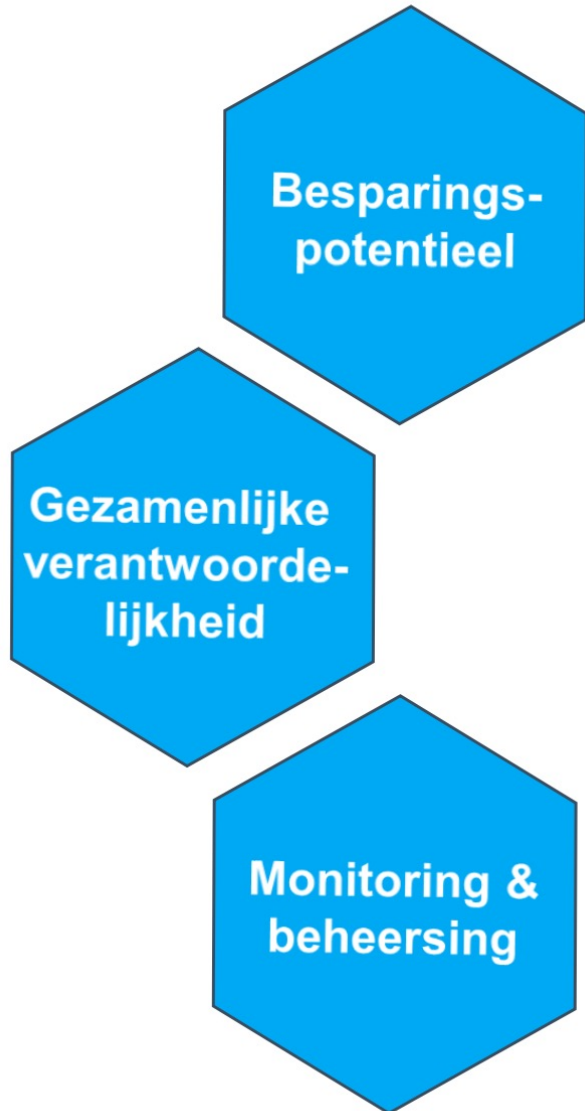 Besparings-
potentieel
Gezamenlijke
verantwoorde-
lijkheid
Monitoring &
beheersing